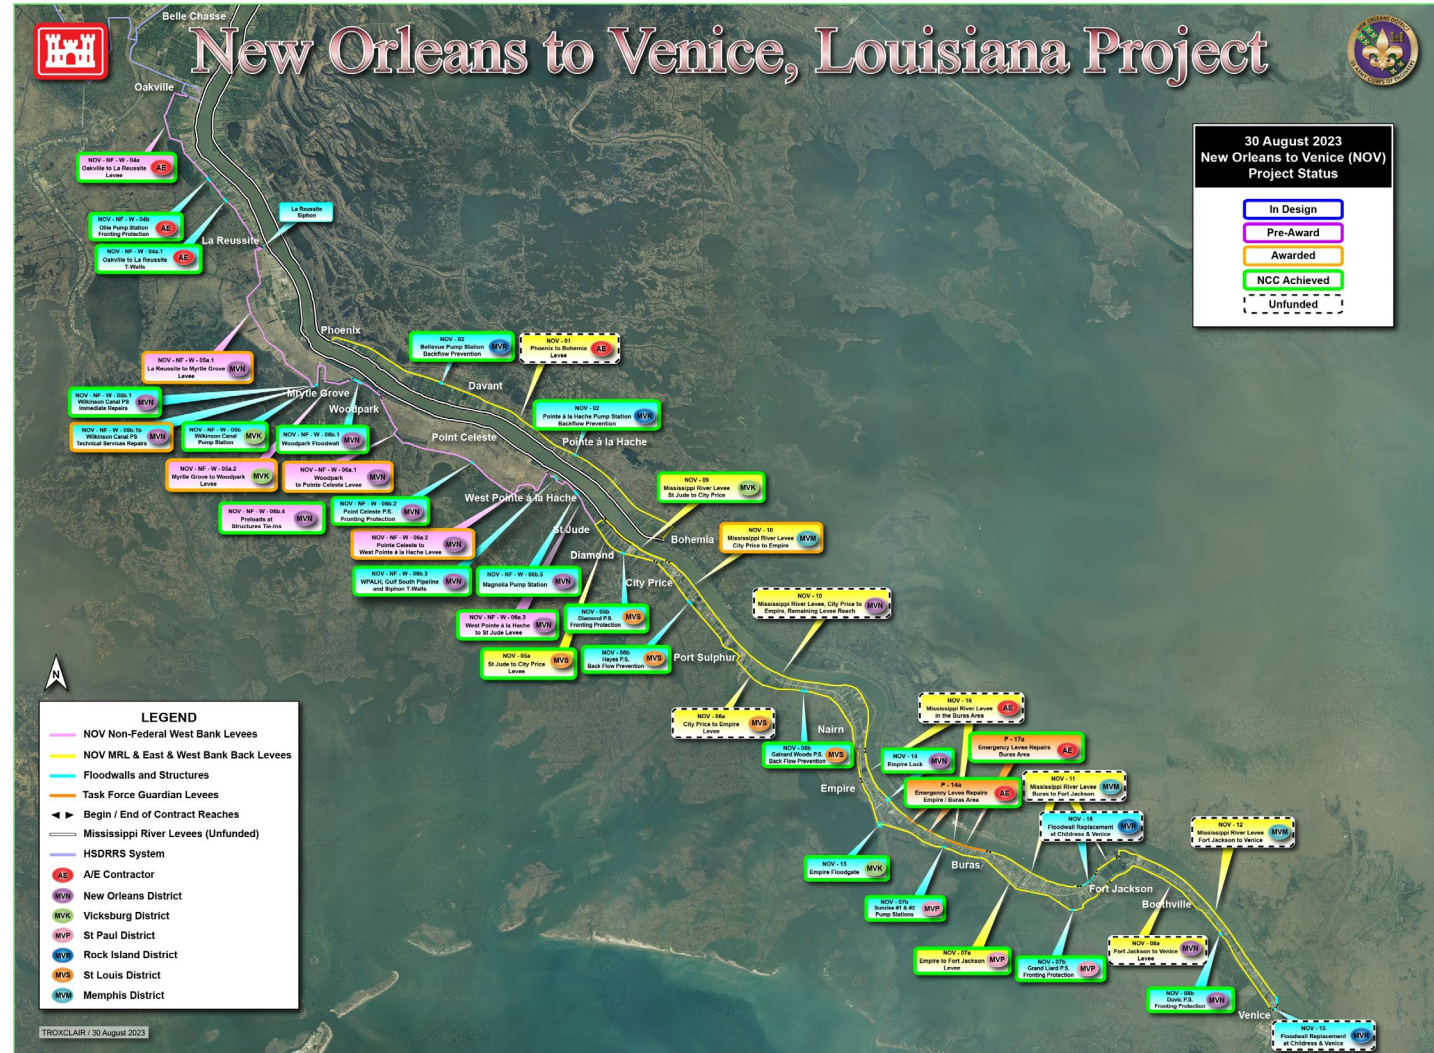 Belle Chasse
New Orleans to Venice, Louisiana Project
NEW ORLEANS DISTRICT
US ARMY CORPS OF ENGINEERS
Oakville
30 August 2023
New Orleans to Venice (NOV)
Project Status
In Design
Pre-Award
Awarded
NCC Achieved
Unfunded
NOV - NF - W - 04a
Oakville to La Reussite
Levee
AE
NOV - NF - W - 04b
Ollie Pump Station
Fronting Protection
AE
La Reussite
Siphon
La Reussite
NOV - NF - W - 04a.1
Oakville to La Reussite
T-Walls
AE
Phoenix
NOV - 02
Bellevue Pump Station
Backflow Prevention
MVR
NOV - 01
Phoenix to Bohemia
Levee
AE
NOV - NF - W - 05a.1
La Reussite to Myrtle Grove
Levee
MVN
Davant
Mrytle Grove
Woodpark
NOV - NF - W - 05b.1
Wilkinson Canal PS
Immediate Repairs
MVN
NOV - 02
Pointe à la Hache Pump Station
Backflow Prevention
MVR
NOV - NF - W - 05b.1b
Wilkinson Canal PS
Technical Services Repairs
MVN
NOV - NF - W - 05b
Wilkinson Canal
Pump Station
MVK
NOV - NF - W - 06b.1
Woodpark Floodwall
MVN
Point Celeste
Pointe á la Hache
NOV - NF - W - 05a.2
Myrtle Grove to Woodpark
Levee
MVK
NOV - NF - W - 06a.1
Woodpark
to Pointe Celeste Levee
MVN
NOV - 09
Mississippi River Levee
St Jude to City Price
MVK
West Pointe á la Hache
NOV - NF - W - 06b.4
Preloads at
Structures Tie-Ins
MVN
NOV - NF - W - 06b.2
Point Celeste P.S.
Fronting Protection
MVN
St Jude
Bohemia
NOV - 10
Mississippi River Levee
City Price to Empire
MVM
NOV - NF - W - 06a.2
Pointe Celeste to
West Pointe à la Hache Levee
MVN
Diamond
City Price
NOV - NF - W - 06b.3
WPALH, Gulf South Pipeline
and Siphon T-Walls
MVN
NOV - NF - W - 06b.5
Magnolia Pump Station
MVN
NOV - 10
Mississippi River Levee, City Price to
Empire, Remaining Levee Reach
MVN
NOV - NF - W - 06a.3
West Pointe à la Hache
to St Jude Levee
MVN
NOV - 05b
Diamond P.S.
Fronting Protection
MVS
NOV - 05a
St Jude to City Price
Levee
MVS
NOV - 06b
Hayes P.S.
Back Flow Prevention
MVS
Port Sulphur
N
NOV - 06a
City Price to Empire
Levee
MVS
NOV - 16
Mississippi River Levee
in the Buras Area
AE
Nairn
NOV - 06b
Gainard Woods P.S.
Back Flow Prevention
MVS
NOV - 14
Empire Lock
MVN
P - 17a
Emergency Levee Repairs
Buras Area
AE
Empire
P - 14a
Emergency Levee Repairs
Empire / Buras Area
AE
NOV - 11
Mississippi River Levee
Buras to Fort Jackson
MVM
Floodwall Replacement
at Childress & Venice
MVR
NOV - 12
Mississippi River Levee
Fort Jackson to Venice
MVM
NOV - 13
Empire Floodgate
MVK
Buras
Fort Jackson
Boothville
NOV - 07b
Sunrise #1 & #2
Pump Stations
MVP
NOV - 07a
Empire to Fort Jackson
Levee
MVP
NOV - 07b
Grand Liard P.S.
Fronting Protection
MVP
NOV - 08a
Fort Jackson to Venice
Levee
MVN
NOV - 08b
Duvic P.S.
Fronting Protection
MVN
Venice
NOV - 15
Floodwall Replacement
at Childress & Venice
MVR
LEGEND
NOV Non-Federal West Bank Levees
NOV MRL & East & West Bank Back Levees
Floodwalls and Structures
Task Force Guardian Levees
Begin / End of Contract Reaches
Mississippi River Levees (Unfunded)
HSDRRS System
AE A/E Contractor
MVN New Orleans District
MVK Vicksburg District
MVP St Paul District
MVR Rock Island District
MVS St Louis District
MVM Memphis District
TROXCLAIR / 30 August 2023